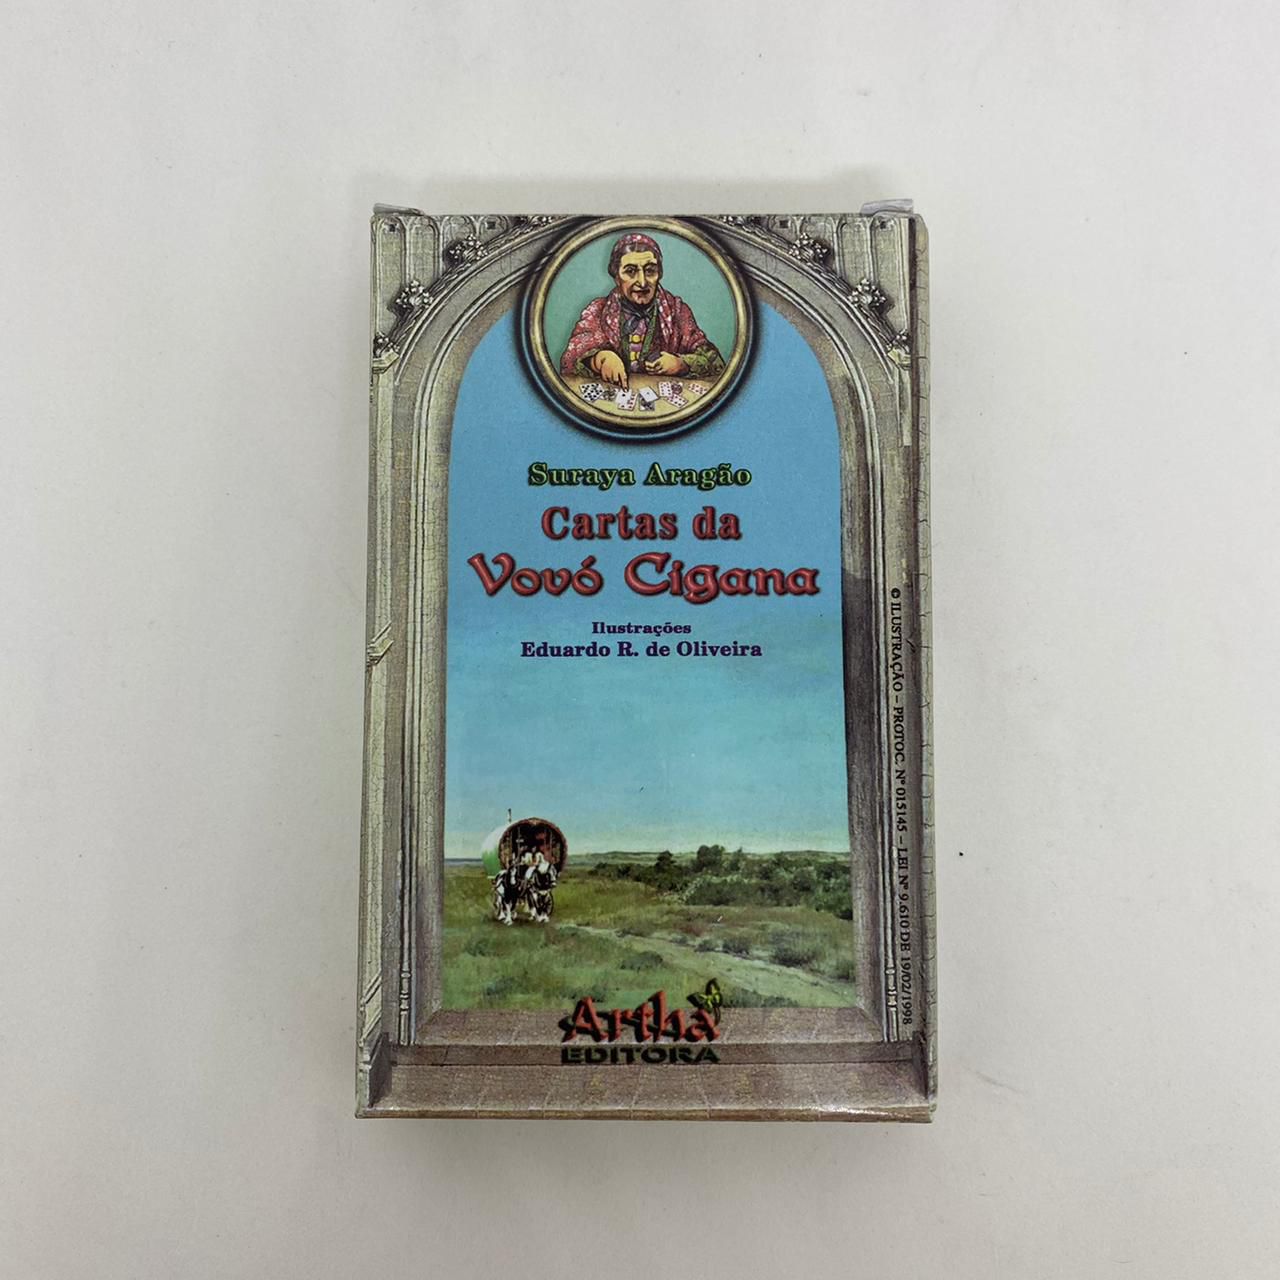 Suraya Aragão
Cartas da
Vovó Cigana
Ilustrações
Eduardo R. de Oliveira
© ILUSTRAÇÃO – PROTOC. Nº 015145 – LEI Nº 9.610 DE 19/02/1998
Artha
EDITORA